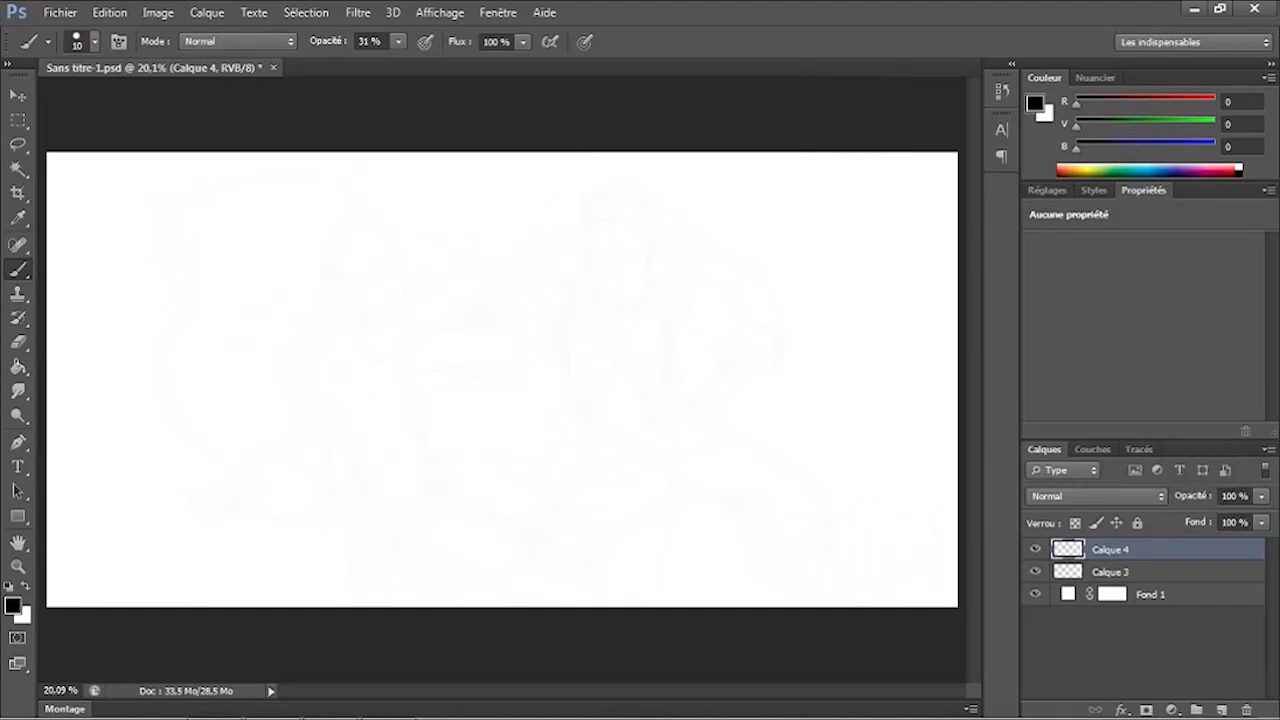 Ps Fichier Edition Image Calque Texte Sélection Filtre 3D Affichage Fenêtre Aide
10 Mode : Normal Opacité : 31 % Flux : 100 % Les indispensables
Sans titre-1.psd @ 20,1% (Calque 4, RVB/8) * ×
Couleur Nuancier
R 0
V 0
B 0
Réglages Styles Propriétés
Aucune propriété
Calques Couches Tracés
Type
Normal Opacité : 100 %
Verrou : Fond : 100 %
Calque 4
Calque 3
Fond 1
20,09 % Doc : 33,5 Mo/28,5 Mo
Montage